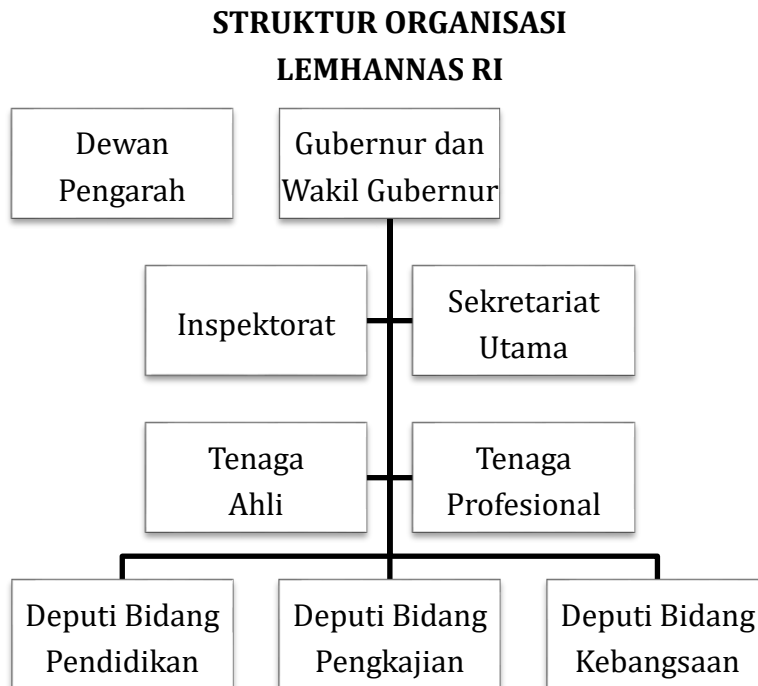 STRUKTUR ORGANISASI
LEMHANNAS RI
Dewan
Pengarah
Gubernur dan
Wakil Gubernur
Inspektorat
Sekretariat
Utama
Tenaga
Ahli
Tenaga
Profesional
Deputi Bidang
Pendidikan
Deputi Bidang
Pengkajian
Deputi Bidang
Kebangsaan